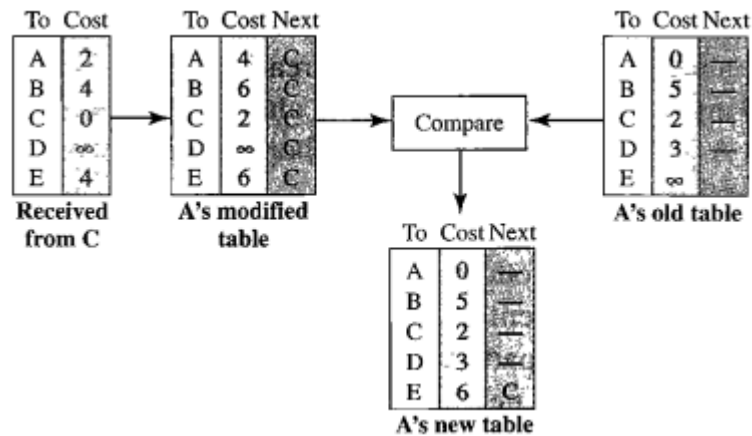 To Cost
A 2
B 4
C 0
D ∞
E 4
Received
from C
To Cost Next
A 4 C
B 6 C
C 2 C
D ∞ C
E 6 C
A's modified
table
Compare
To Cost Next
A 0 —
B 5 —
C 2 —
D 3 —
E ∞
A's old table
To Cost Next
A 0 —
B 5 —
C 2 —
D 3 —
E 6 C
A's new table